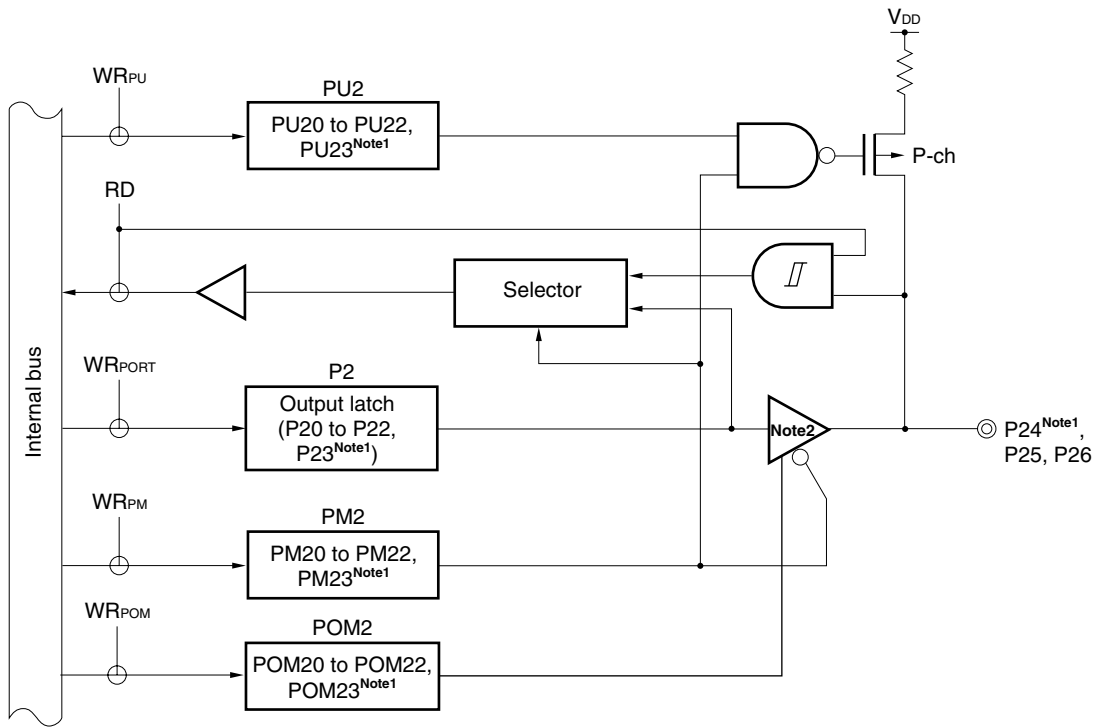 VDD
WRPU
PU2
PU20 to PU22,
PU23Note1
P-ch
RD
Selector
Internal bus
WRPORT
P2
Output latch
(P20 to P22,
P23Note1)
Note2
P24Note1,
P25, P26
WRPM
PM2
PM20 to PM22,
PM23Note1
WRPOM
POM2
POM20 to POM22,
POM23Note1